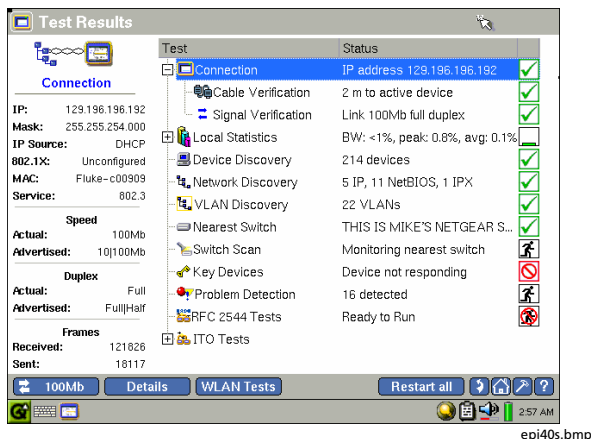 Test Results
Connection
IP: 129.196.196.192
Mask: 255.255.254.000
IP Source: DHCP
802.1X: Unconfigured
MAC: Fluke-c00909
Service: 802.3
Speed
Actual: 100Mb
Advertised: 10|100Mb
Duplex
Actual: Full
Advertised: Full|Half
Frames
Received: 121826
Sent: 18117
Test Status
Connection IP address 129.196.196.192
Cable Verification 2 m to active device
Signal Verification Link 100Mb full duplex
Local Statistics BW: <1%, peak: 0.8%, avg: 0.1%
Device Discovery 214 devices
Network Discovery 5 IP, 11 NetBIOS, 1 IPX
VLAN Discovery 22 VLANs
Nearest Switch THIS IS MIKE'S NETGEAR S...
Switch Scan Monitoring nearest switch
Key Devices Device not responding
Problem Detection 16 detected
RFC 2544 Tests Ready to Run
ITO Tests
100Mb Details WLAN Tests Restart all ?
2:57 AM
epi40s.bmp